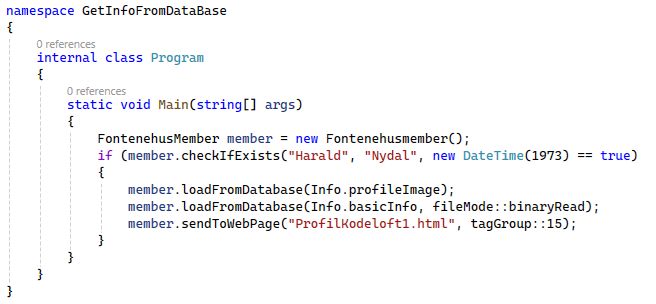 namespace GetInfoFromDataBase
{
0 references
internal class Program
{
0 references
static void Main(string[] args)
{
FontenehusMember member = new Fontenehusmember();
if (member.checkIfExists("Harald", "Nydal", new DateTime(1973) == true)
{
member.loadFromDatabase(Info.profileImage);
member.loadFromDatabase(Info.basicInfo, fileMode::binaryRead);
member.sendToWebPage("ProfilKodeloft1.html", tagGroup::15);
}
}
}
}